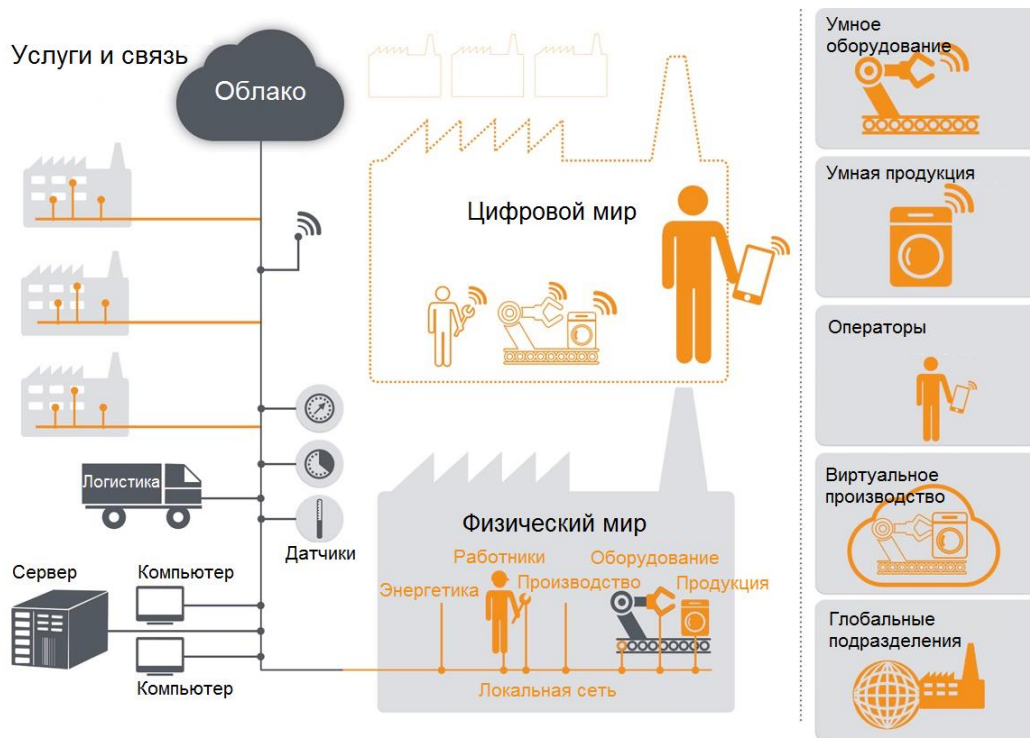 Услуги и связь
Облако
Цифровой мир
Логистика
Датчики
Сервер
Компьютер
Компьютер
Физический мир
Работники
Оборудование
Энергетика
Производство
Продукция
Локальная сеть
Умное
оборудование
Умная продукция
Операторы
Виртуальное
производство
Глобальные
подразделения